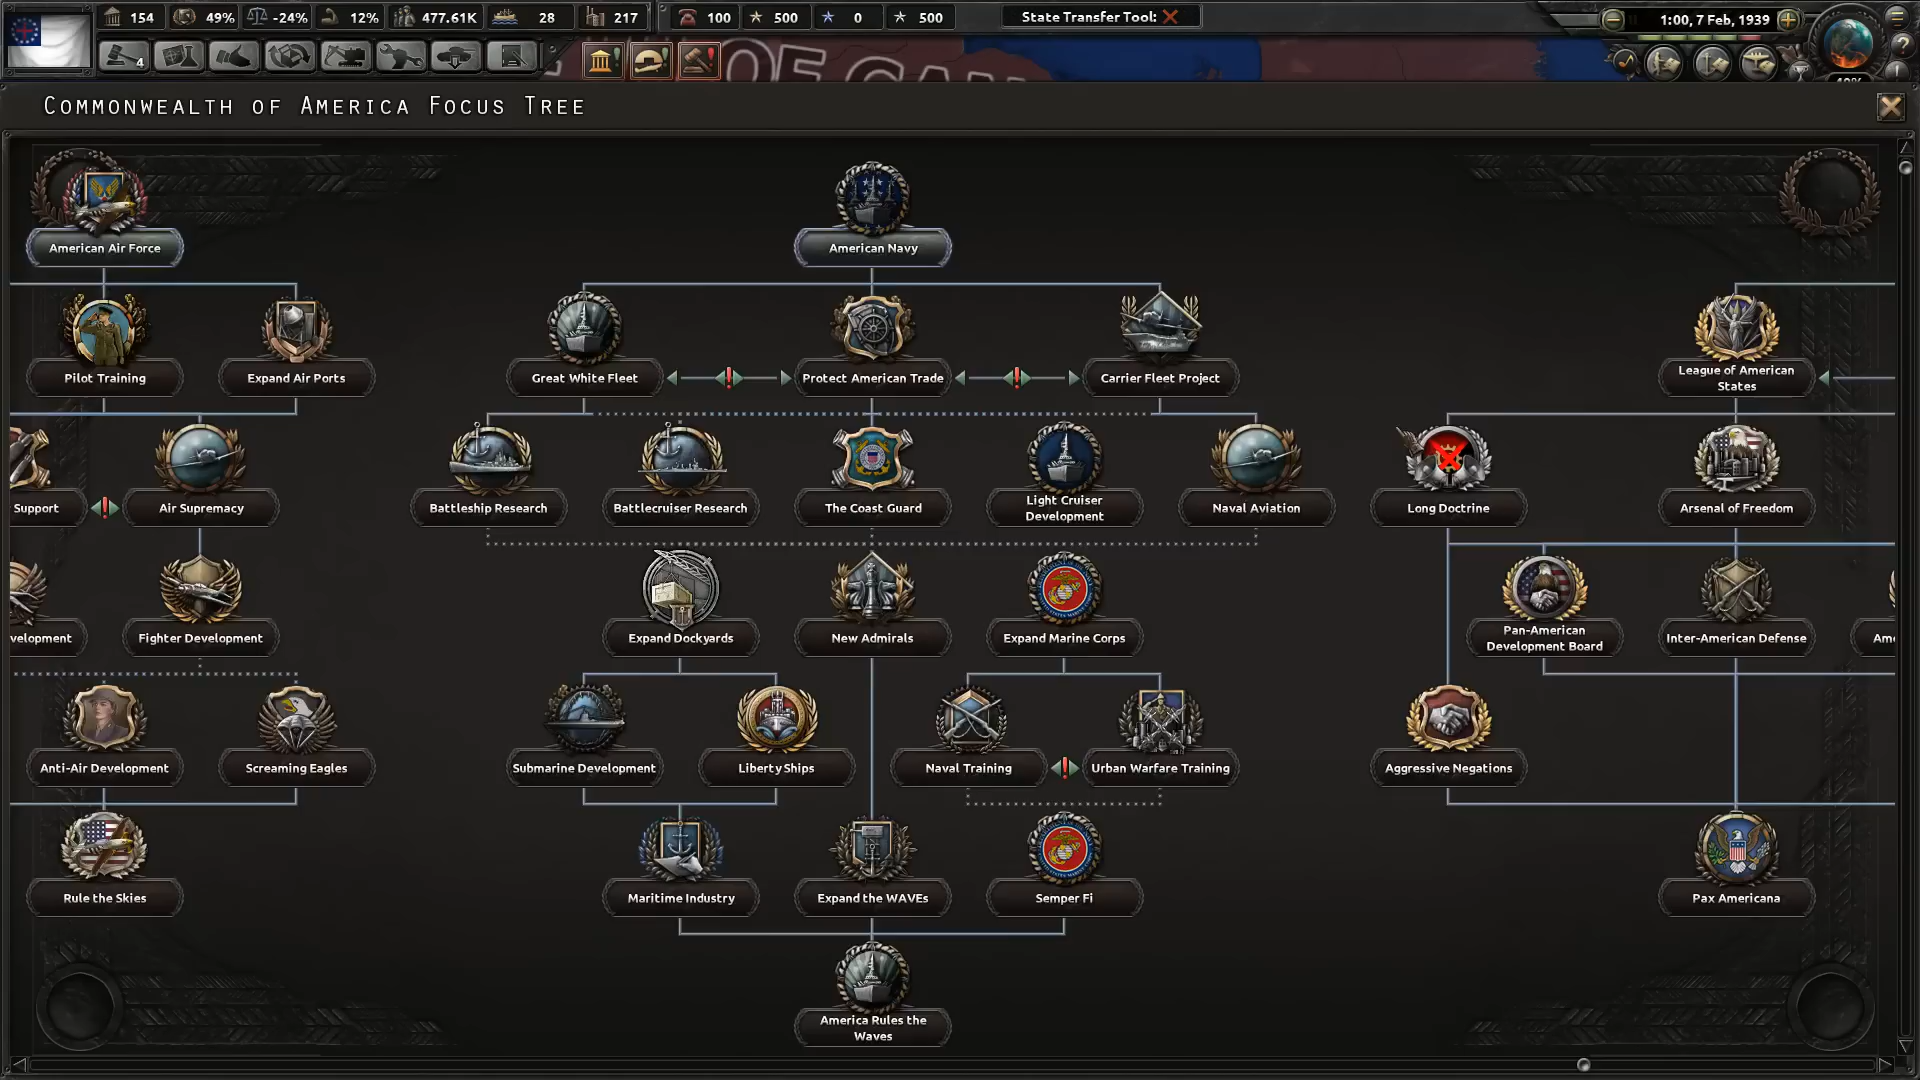 154
49%
-24%
12%
477.61K
28
217
100
500
0
500
State Transfer Tool:
1:00, 7 Feb, 1939
4
OF CAN
Commonwealth of America Focus Tree
American Air Force
American Navy
Pilot Training
Expand Air Ports
Great White Fleet
Protect American Trade
Carrier Fleet Project
League of American
States
Support
Air Supremacy
Battleship Research
Battlecruiser Research
The Coast Guard
Light Cruiser
Development
Naval Aviation
Long Doctrine
Arsenal of Freedom
velopment
Fighter Development
Expand Dockyards
New Admirals
Expand Marine Corps
Pan-American
Development Board
Inter-American Defense
Ame
Anti-Air Development
Screaming Eagles
Submarine Development
Liberty Ships
Naval Training
Urban Warfare Training
Aggressive Negations
Rule the Skies
Maritime Industry
Expand the WAVEs
Semper Fi
Pax Americana
America Rules the
Waves